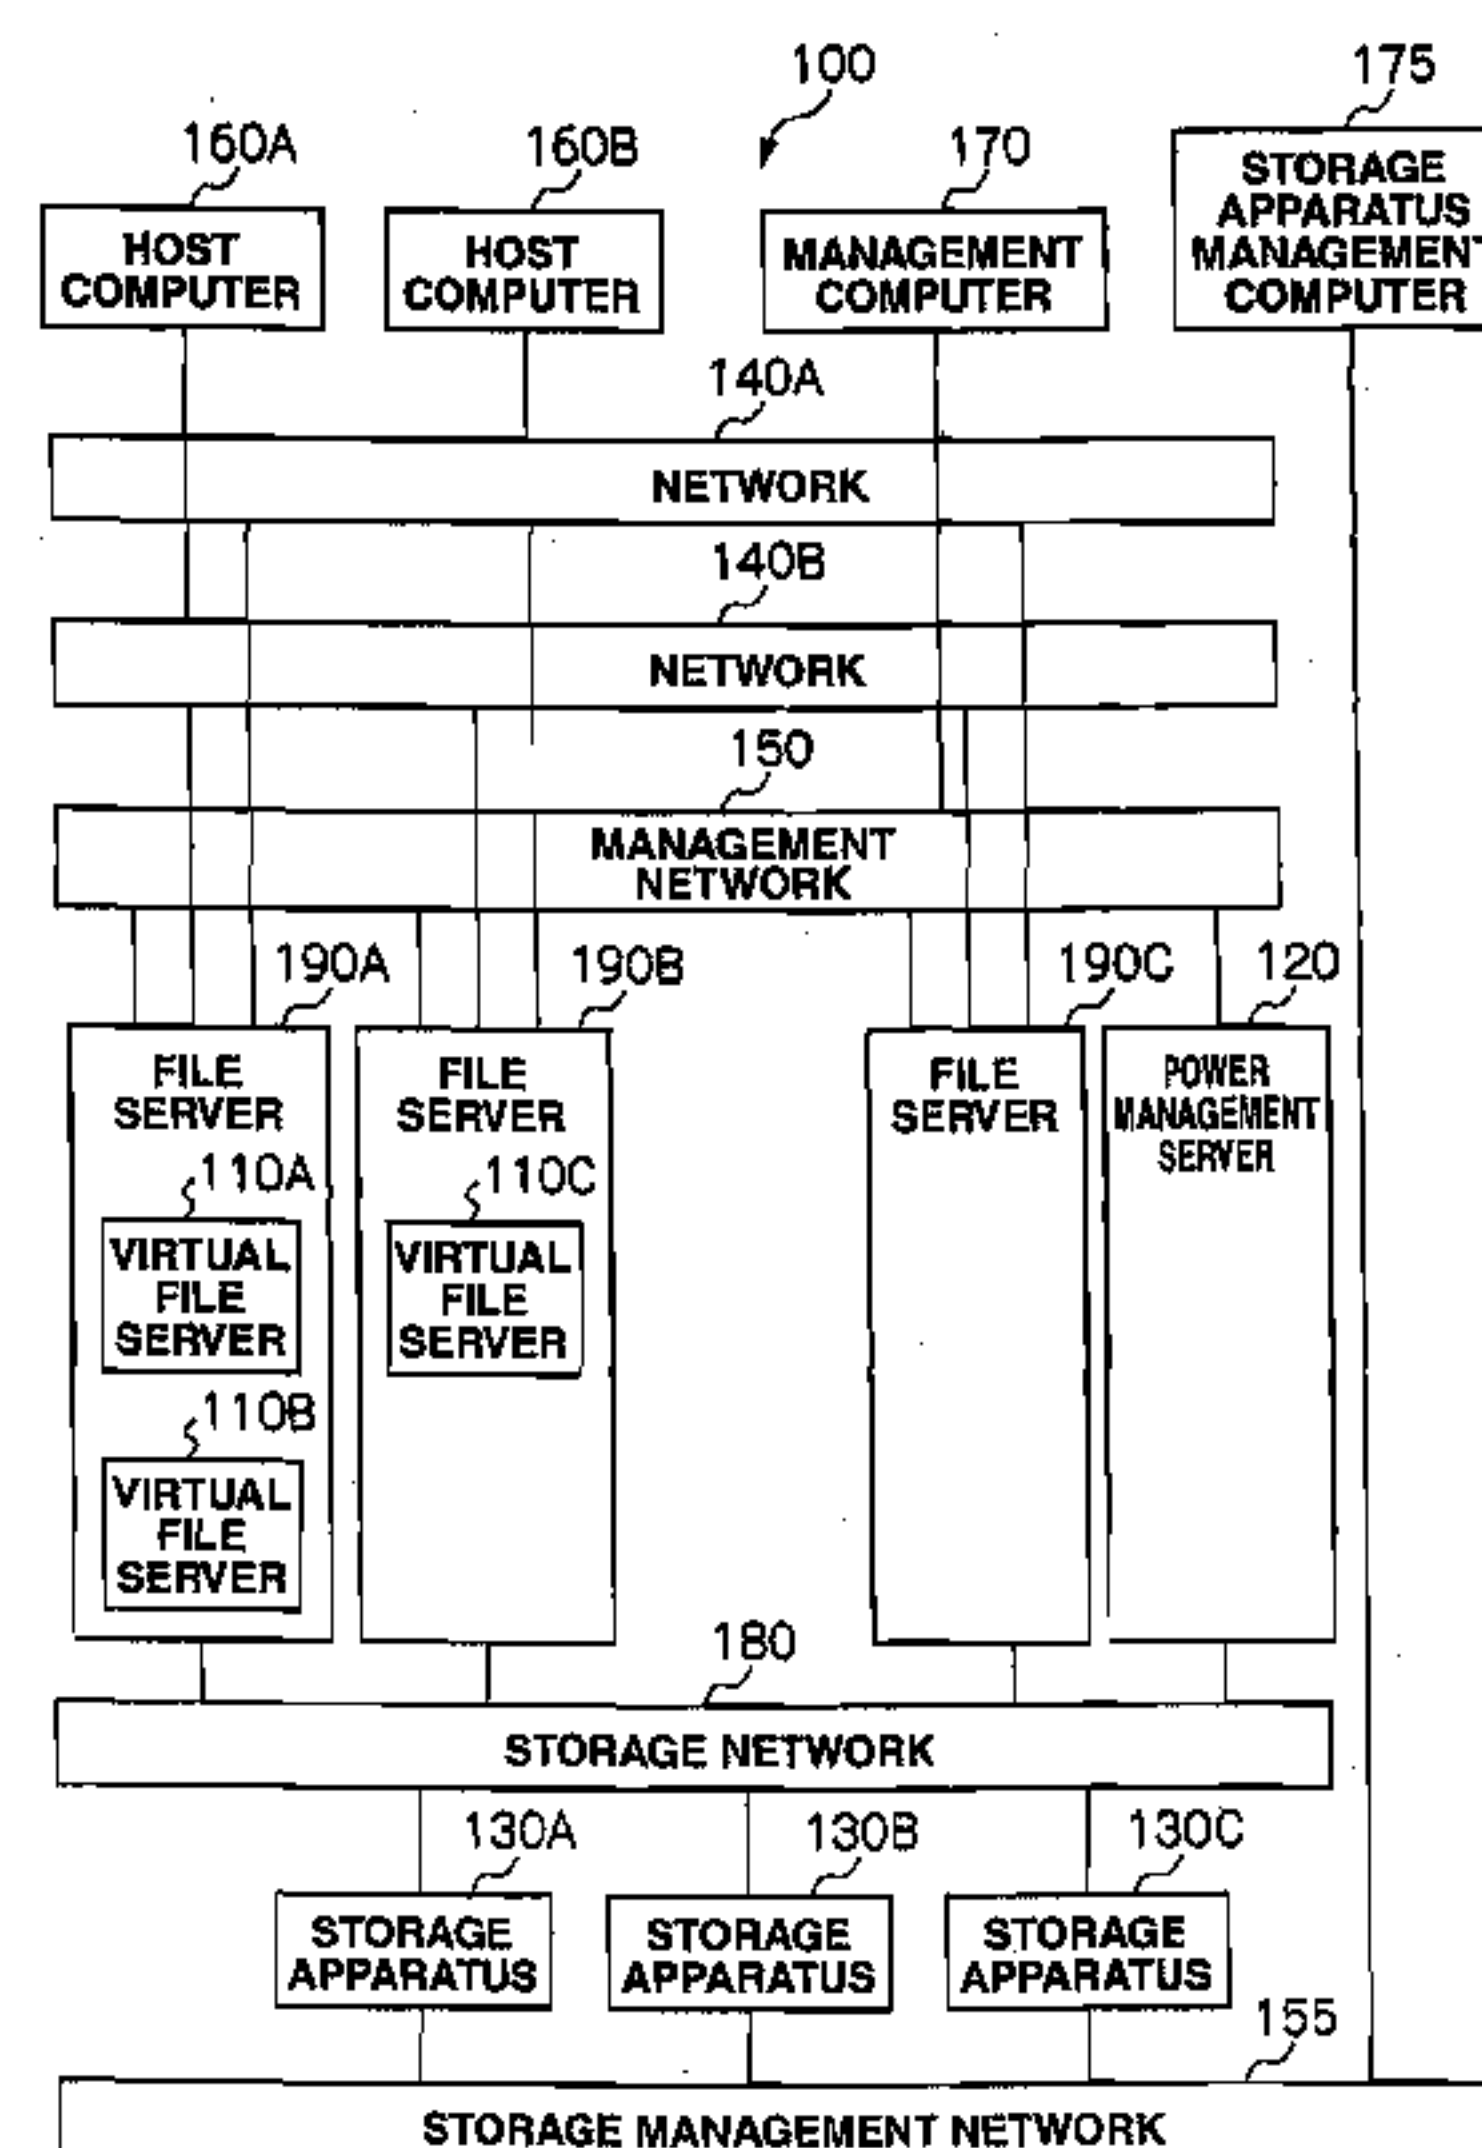 100
175
160A
160B
170
HOST
COMPUTER
HOST
COMPUTER
MANAGEMENT
COMPUTER
STORAGE
APPARATUS
MANAGEMENT
COMPUTER
140A
NETWORK
140B
NETWORK
150
MANAGEMENT
NETWORK
190A
190B
190C
120
FILE
SERVER
FILE
SERVER
FILE
SERVER
POWER
MANAGEMENT
SERVER
110A
110C
VIRTUAL
FILE
SERVER
VIRTUAL
FILE
SERVER
110B
VIRTUAL
FILE
SERVER
180
STORAGE NETWORK
130A
130B
130C
STORAGE
APPARATUS
STORAGE
APPARATUS
STORAGE
APPARATUS
155
STORAGE MANAGEMENT NETWORK